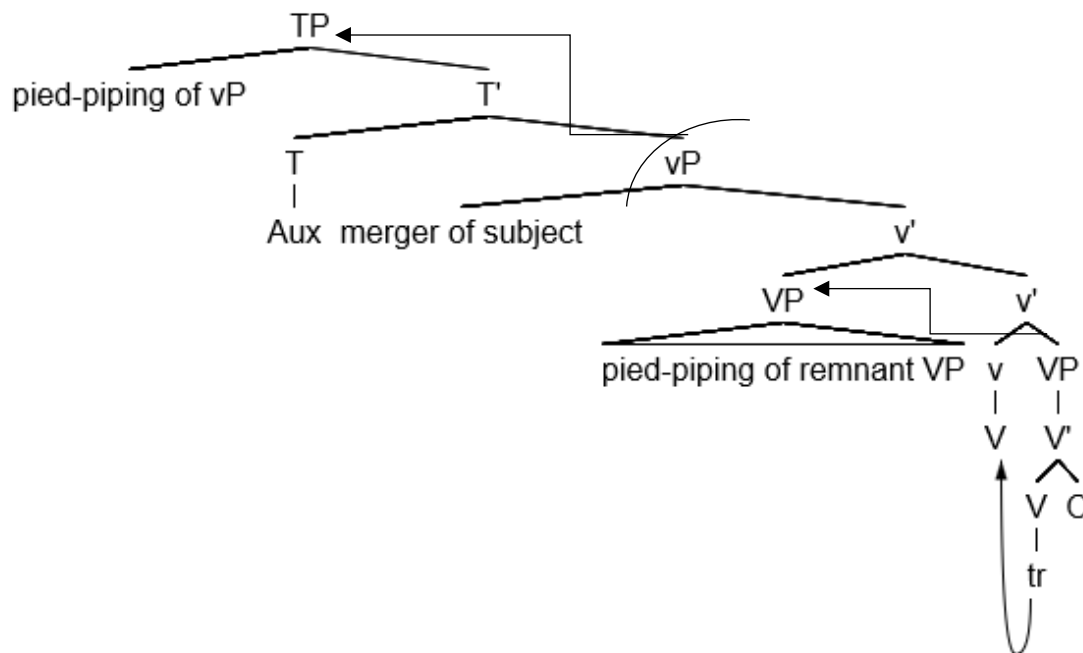 TP
pied-piping of vP T'
T vP
Aux merger of subject v'
VP v'
pied-piping of remnant VP v VP
V V'
V
tr